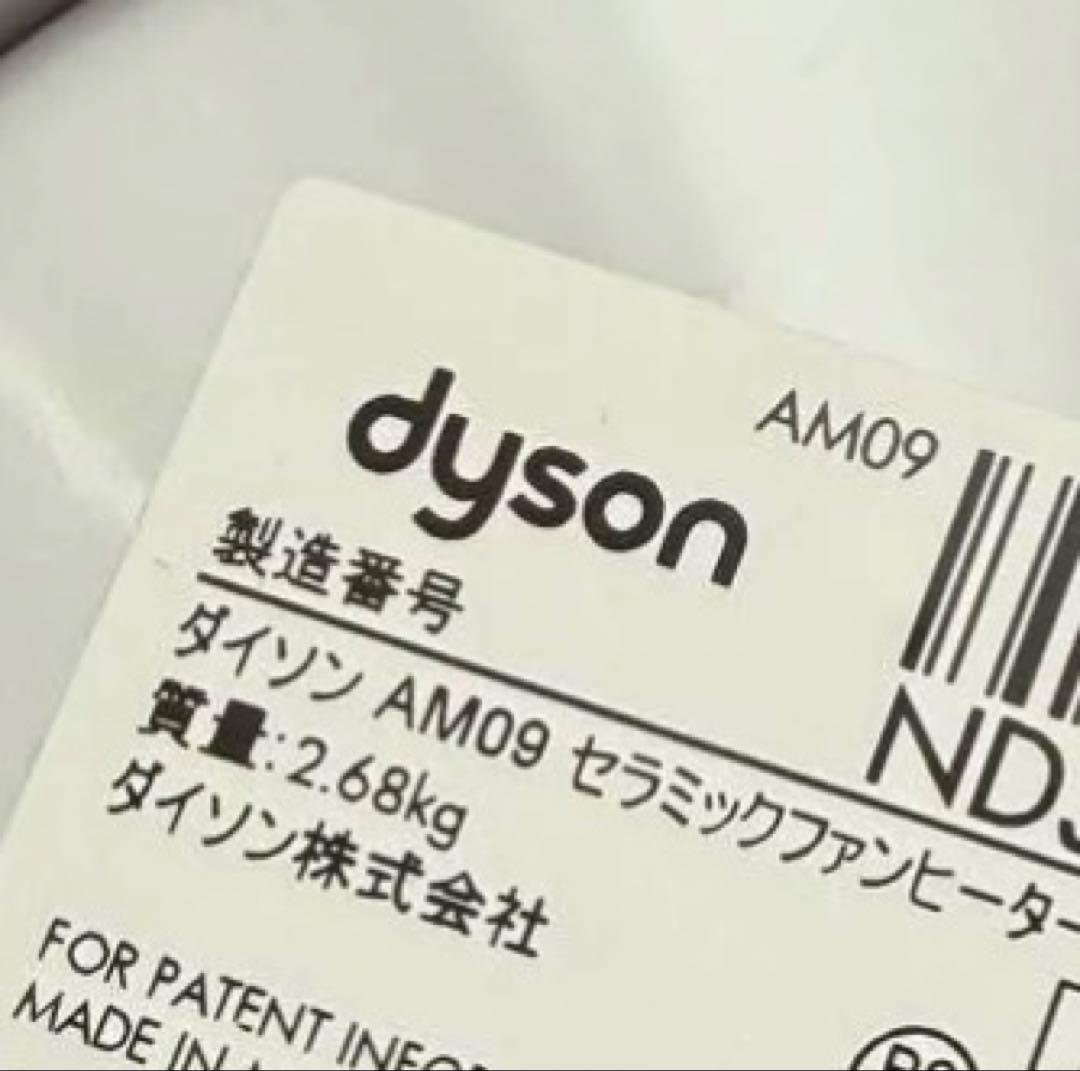 dyson
AM09
製造番号
ND
ダイソン AM09 セラミックファンヒーター
質量:2.68kg
ダイソン株式会社
FOR PATENT
MADE IN